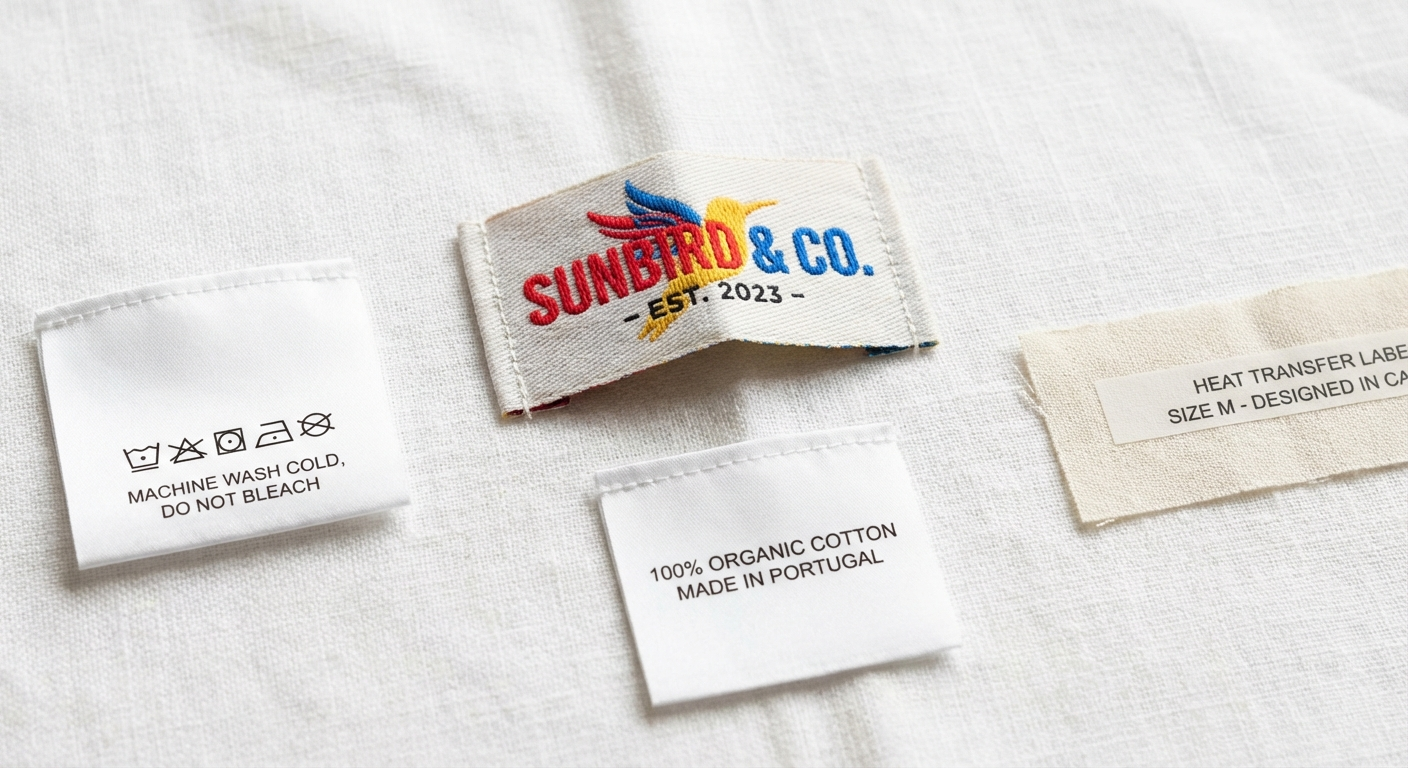 SUNBIRD & CO.
- EST. 2023 -
MACHINE WASH COLD,
DO NOT BLEACH
100% ORGANIC COTTON
MADE IN PORTUGAL
HEAT TRANSFER
SIZE M - DESIGNED IN